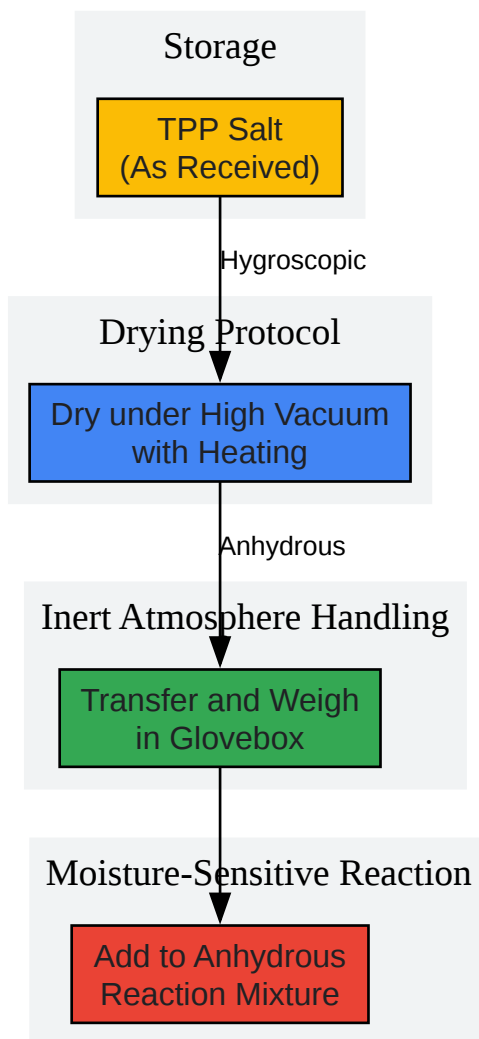 Storage
TPP Salt
(As Received)
Hygroscopic
Drying Protocol
Dry under High Vacuum
with Heating
Anhydrous
Inert Atmosphere Handling
Transfer and Weigh
in Glovebox
Moisture-Sensitive Reaction
Add to Anhydrous
Reaction Mixture